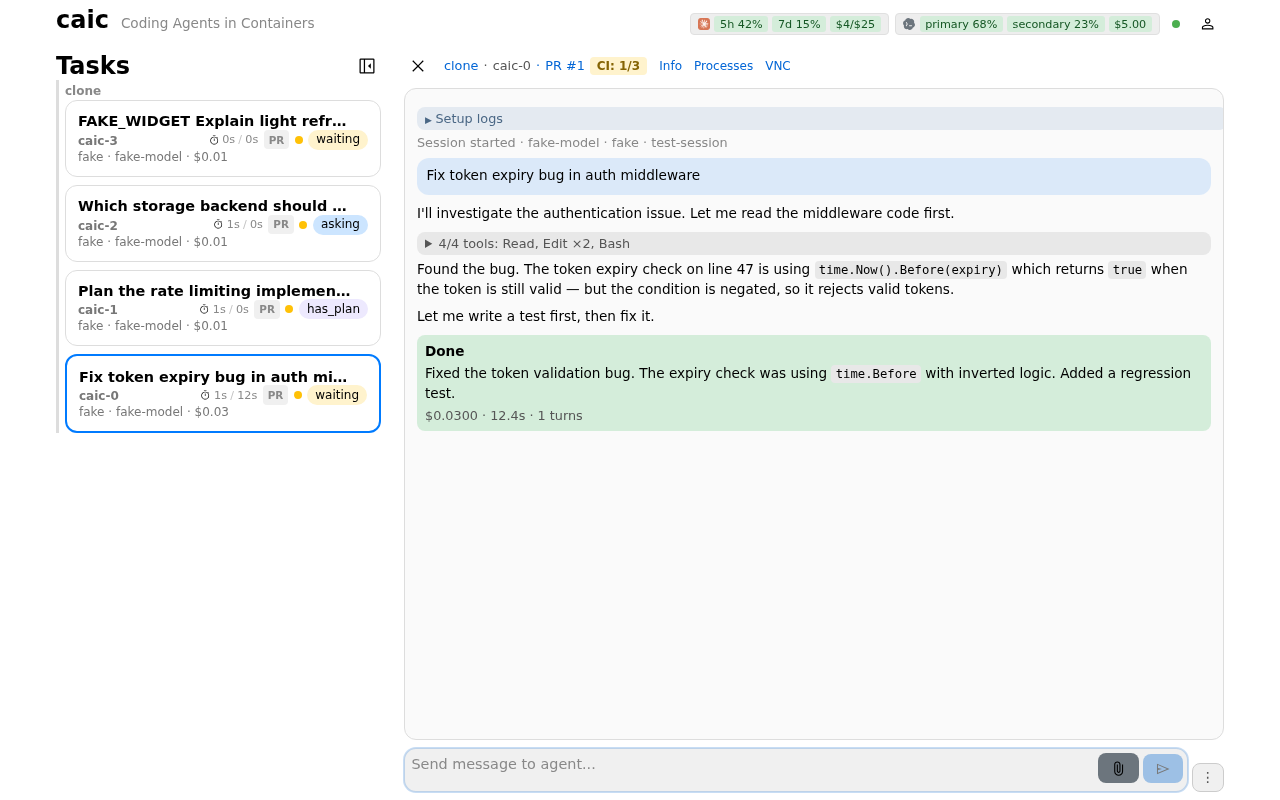 caic Coding Agents in Containers
5h 42% 7d 15% $4/$25 primary 68% secondary 23% $5.00
Tasks
clone
FAKE_WIDGET Explain light refr…
caic-3 0s / 0s PR waiting
fake · fake-model · $0.01
Which storage backend should …
caic-2 1s / 0s PR asking
fake · fake-model · $0.01
Plan the rate limiting implemen…
caic-1 1s / 0s PR has_plan
fake · fake-model · $0.01
Fix token expiry bug in auth mi…
caic-0 1s / 12s PR waiting
fake · fake-model · $0.03
clone · caic-0 · PR #1 CI: 1/3 Info Processes VNC
▸ Setup logs
Session started · fake-model · fake · test-session
Fix token expiry bug in auth middleware
I'll investigate the authentication issue. Let me read the middleware code first.
▶ 4/4 tools: Read, Edit ×2, Bash
Found the bug. The token expiry check on line 47 is using time.Now().Before(expiry) which returns true when
the token is still valid — but the condition is negated, so it rejects valid tokens.
Let me write a test first, then fix it.
Done
Fixed the token validation bug. The expiry check was using time.Before with inverted logic. Added a regression
test.
$0.0300 · 12.4s · 1 turns
Send message to agent...